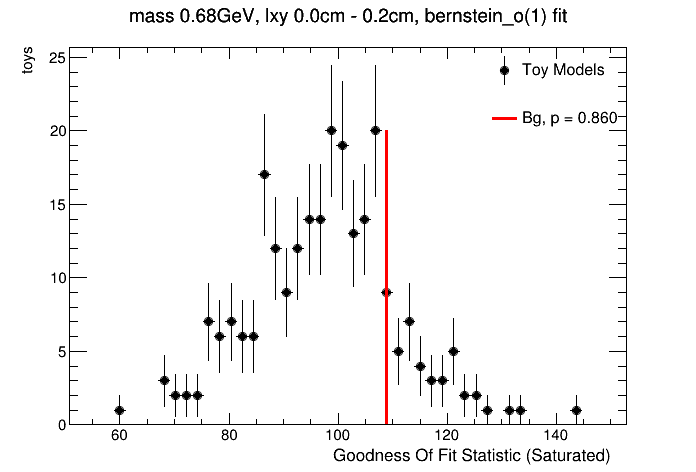 mass 0.68GeV, lxy 0.0cm - 0.2cm, bernstein_o(1) fit
toys
25
20
15
10
5
0
Toy Models
Bg, p = 0.860
60
80
100
120
140
Goodness Of Fit Statistic (Saturated)